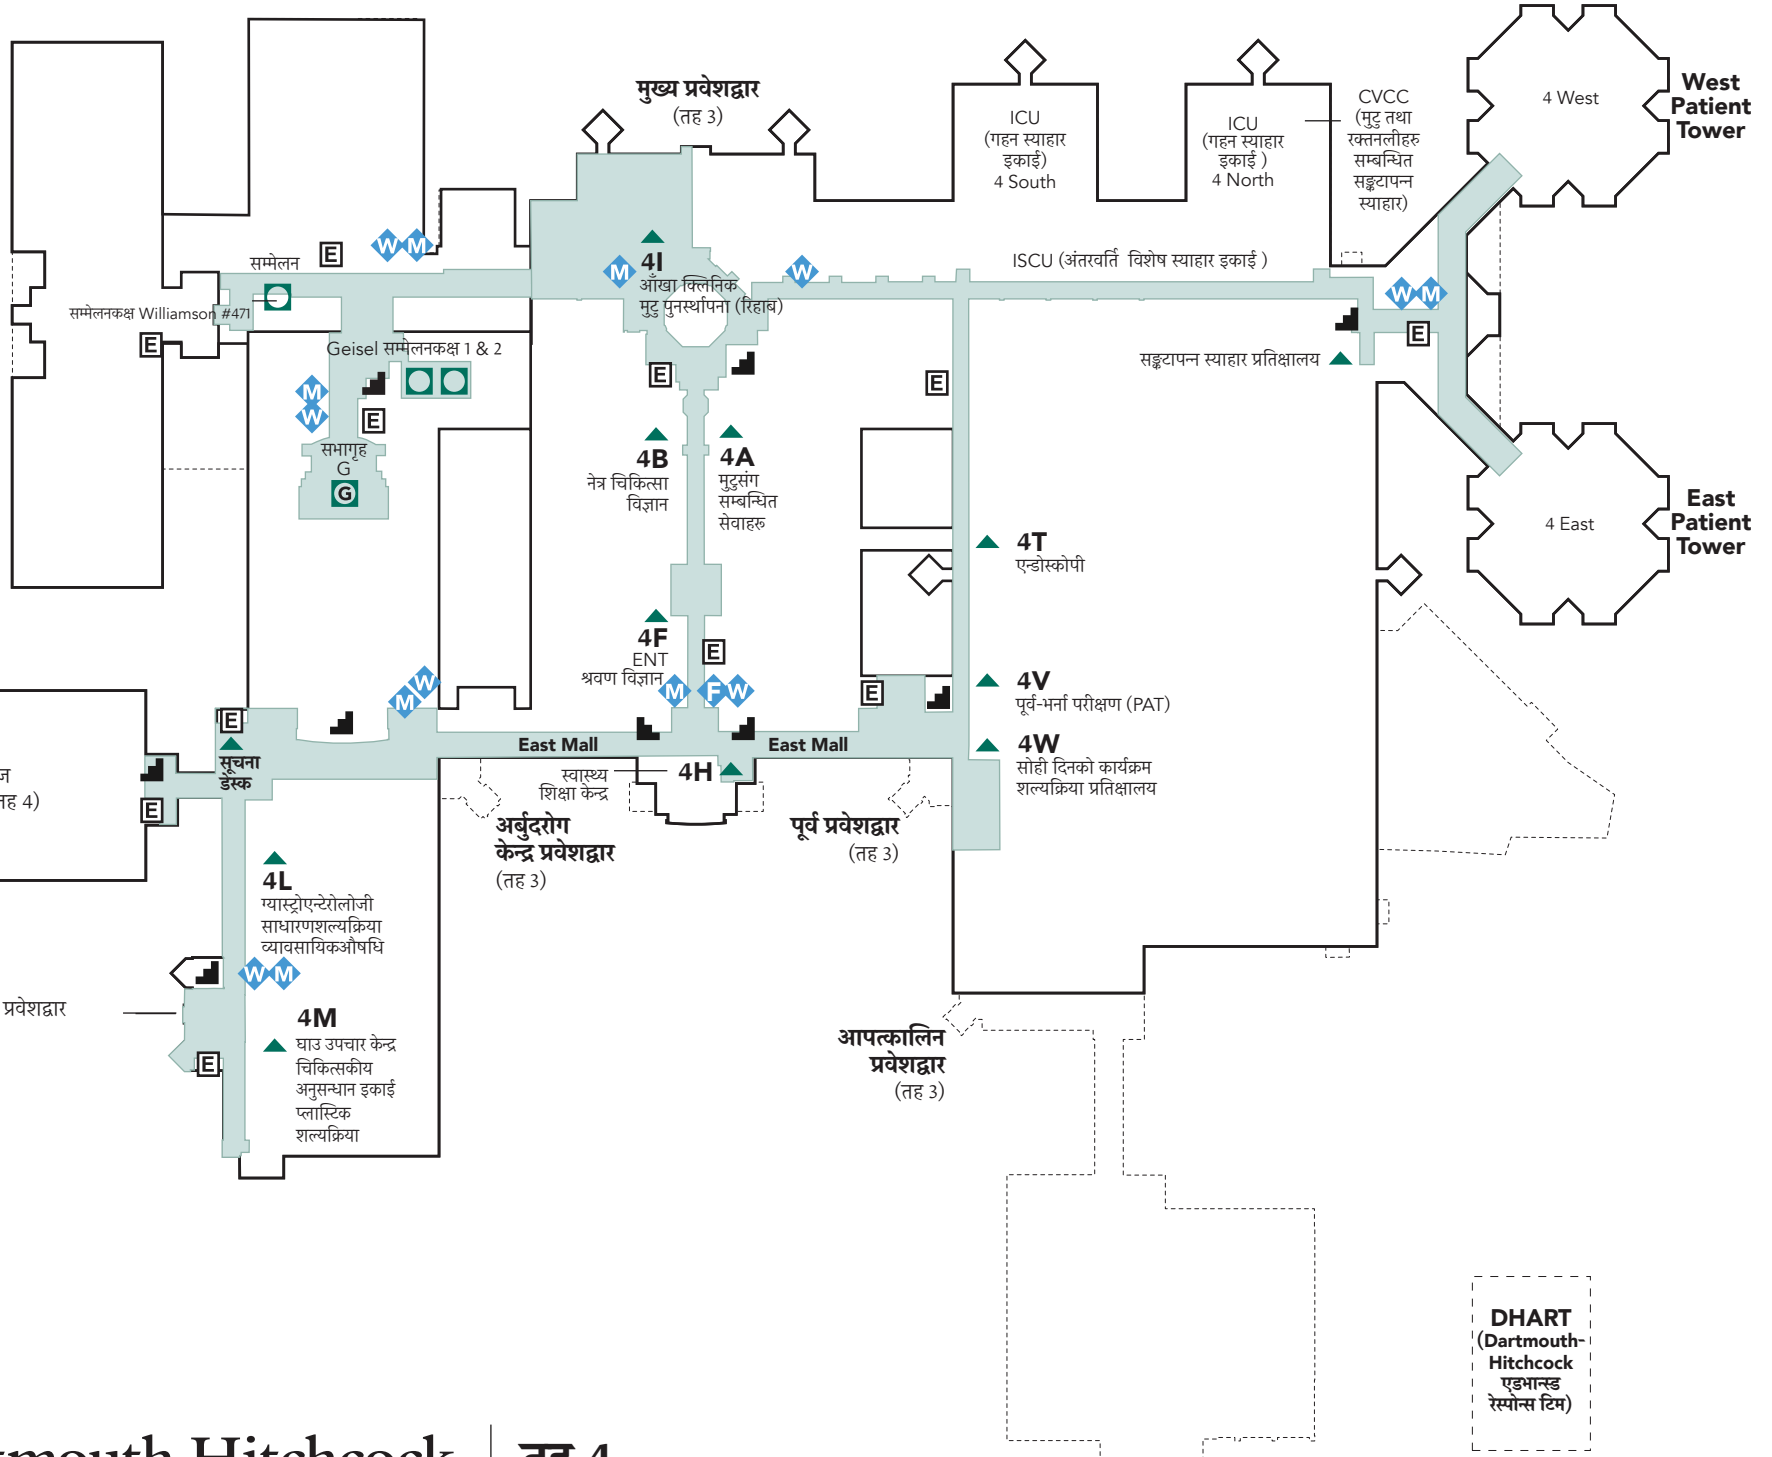 मुख्य प्रवेशद्वार
(तह 3)
ICU
(गहन स्याहार
इकाई)
4 South
ICU
(गहन स्याहार
इकाई )
4 North
CVCC
(मुटु तथा
रक्तनलीहरु
सम्बन्धित
सङ्कटापन्न
स्याहार)
4 West
West
Patient
Tower
सम्मेलन
E
W M
M
4I
आँखा क्लिनिक
मुटु पुनर्स्थापना (रिहाब)
W
ISCU (अंतरवर्ति विशेष स्याहार इकाई )
W M
E
सम्मेलनकक्ष Williamson #471
E
Geisel सम्मेलनकक्ष 1 & 2
M
W
E
E
E
सङ्कटापन्न स्याहार प्रतिक्षालय
सभागृह
G
G
4B
नेत्र चिकित्सा
विज्ञान
4A
मुटुसंग
सम्बन्धित
सेवाहरू
4 East
East
Patient
Tower
4T
एन्डोस्कोपी
4F
ENT
श्रवण विज्ञान
E
M
F W
W
M
E
4V
पूर्व-भर्ना परीक्षण (PAT)
E
सूचना
डेस्क
East Mall
East Mall
4W
सोही दिनको कार्यक्रम
शल्यक्रिया प्रतिक्षालय
स्वास्थ्य
शिक्षा केन्द्र
4H
ज
तह 4)
E
अर्बुदरोग
केन्द्र प्रवेशद्वार
(तह 3)
पूर्व प्रवेशद्वार
(तह 3)
4L
ग्यास्ट्रोएन्टेरोलोजी
साधारणशल्यक्रिया
व्यावसायिकऔषधि
W M
प्रवेशद्वार
E
4M
घाउ उपचार केन्द्र
चिकित्सकीय
अनुसन्धान इकाई
प्लास्टिक
शल्यक्रिया
आपत्कालिन
प्रवेशद्वार
(तह 3)
DHART
(Dartmouth-
Hitchcock
एडभान्स्ड
रेस्पोन्स टिम)
tmouth Hitchcock | तह 4